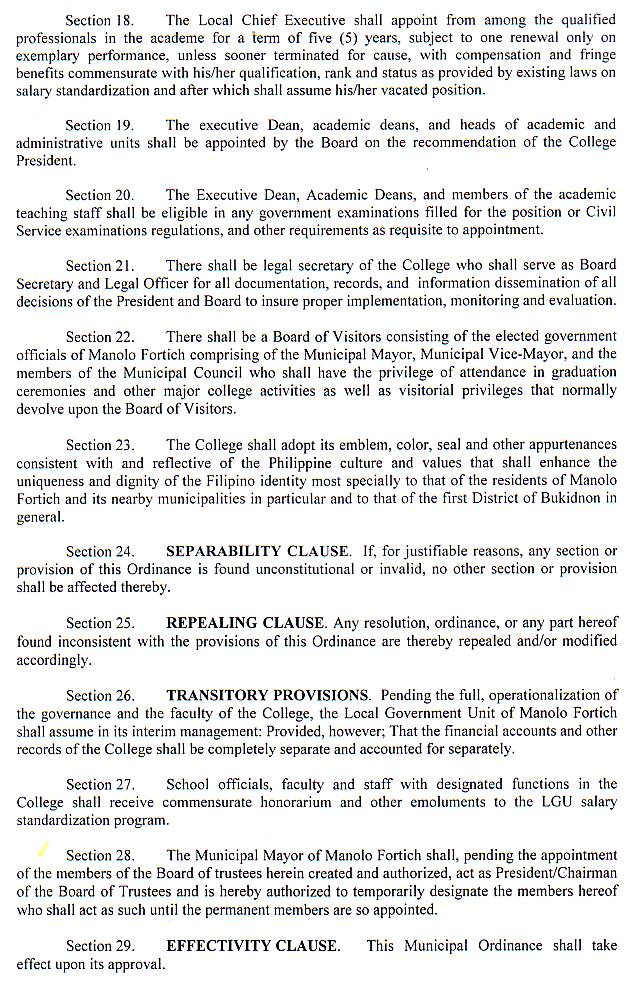 Section 18. The Local Chief Executive shall appoint from among the qualified
professionals in the academe for a term of five (5) years, subject to one renewal only on
exemplary performance, unless sooner terminated for cause, with compensation and fringe
benefits commensurate with his/her qualification, rank and status as provided by existing laws on
salary standardization and after which shall assume his/her vacated position.
Section 19. The executive Dean, academic deans, and heads of academic and
administrative units shall be appointed by the Board on the recommendation of the College
President.
Section 20. The Executive Dean, Academic Deans, and members of the academic
teaching staff shall be eligible in any government examinations filled for the position or Civil
Service examinations regulations, and other requirements as requisite to appointment.
Section 21. There shall be legal secretary of the College who shall serve as Board
Secretary and Legal Officer for all documentation, records, and information dissemination of all
decisions of the President and Board to insure proper implementation, monitoring and evaluation.
Section 22. There shall be a Board of Visitors consisting of the elected government
officials of Manolo Fortich comprising of the Municipal Mayor, Municipal Vice-Mayor, and the
members of the Municipal Council who shall have the privilege of attendance in graduation
ceremonies and other major college activities as well as visitorial privileges that normally
devolve upon the Board of Visitors.
Section 23. The College shall adopt its emblem, color, seal and other appurtenances
consistent with and reflective of the Philippine culture and values that shall enhance the
uniqueness and dignity of the Filipino identity most specially to that of the residents of Manolo
Fortich and its nearby municipalities in particular and to that of the first District of Bukidnon in
general.
Section 24. SEPARABILITY CLAUSE. If, for justifiable reasons, any section or
provision of this Ordinance is found unconstitutional or invalid, no other section or provision
shall be affected thereby.
Section 25. REPEALING CLAUSE. Any resolution, ordinance, or any part hereof
found inconsistent with the provisions of this Ordinance are thereby repealed and/or modified
accordingly.
Section 26. TRANSITORY PROVISIONS. Pending the full, operationalization of
the governance and the faculty of the College, the Local Government Unit of Manolo Fortich
shall assume in its interim management: Provided, however; That the financial accounts and other
records of the College shall be completely separate and accounted for separately.
Section 27. School officials, faculty and staff with designated functions in the
College shall receive commensurate honorarium and other emoluments to the LGU salary
standardization program.
Section 28. The Municipal Mayor of Manolo Fortich shall, pending the appointment
of the members of the Board of trustees herein created and authorized, act as President/Chairman
of the Board of Trustees and is hereby authorized to temporarily designate the members hereof
who shall act as such until the permanent members are so appointed.
Section 29. EFFECTIVITY CLAUSE. This Municipal Ordinance shall take
effect upon its approval.